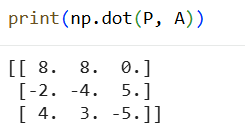 print(np.dot(P, A))
[[ 8.  8.  0.]
 [-2. -4.  5.]
 [ 4.  3. -5.]]